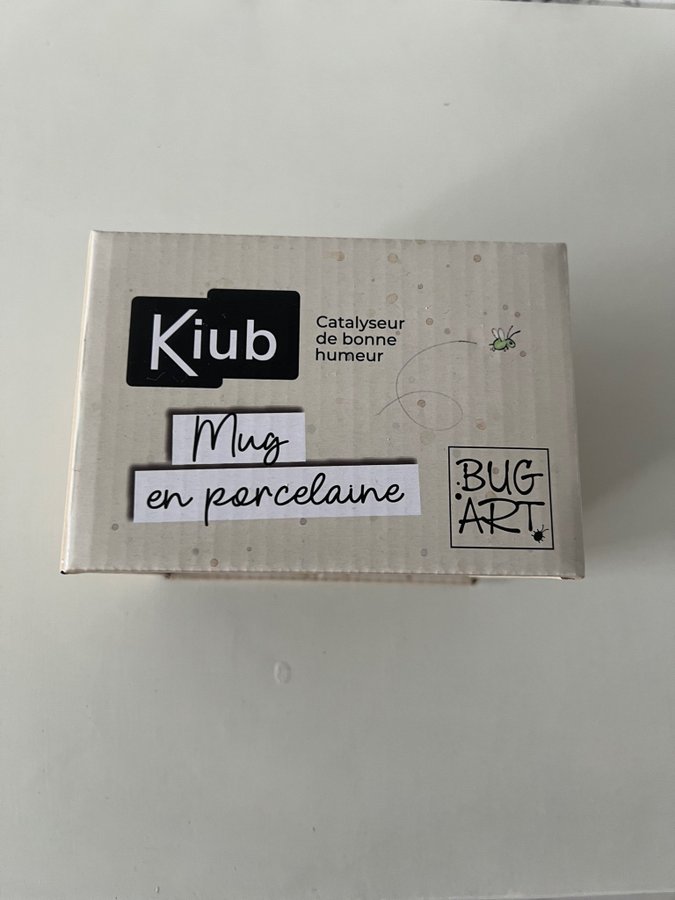 Kiub
Catalyseur
de bonne
humeur
Mug
en porcelaine
BUG
ART